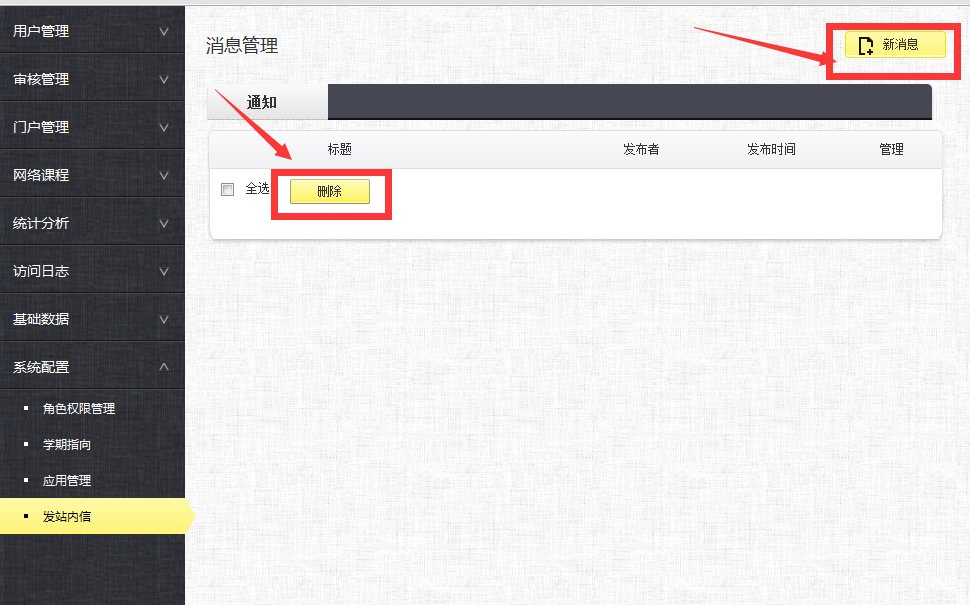 用户管理
审核管理
门户管理
网络课程
统计分析
访问日志
基础数据
系统配置
角色权限管理
学期指向
应用管理
发站内信
消息管理
新消息
通知
标题 发布者 发布时间 管理
全选 删除